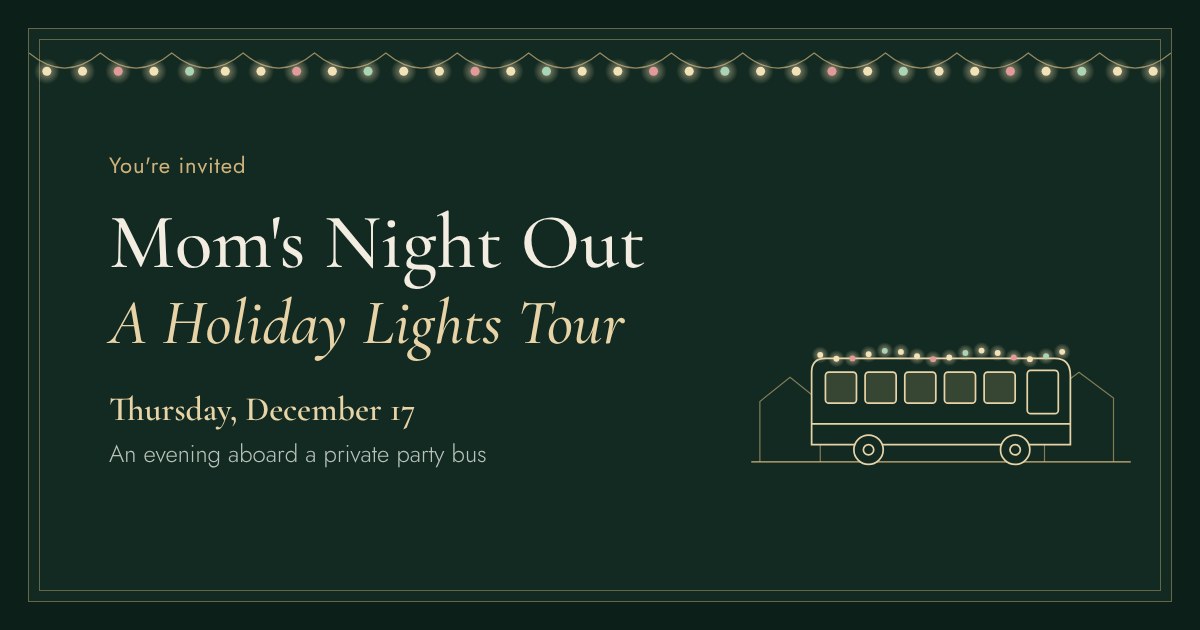 You're invited
Mom's Night Out
A Holiday Lights Tour
Thursday, December 17
An evening aboard a private party bus